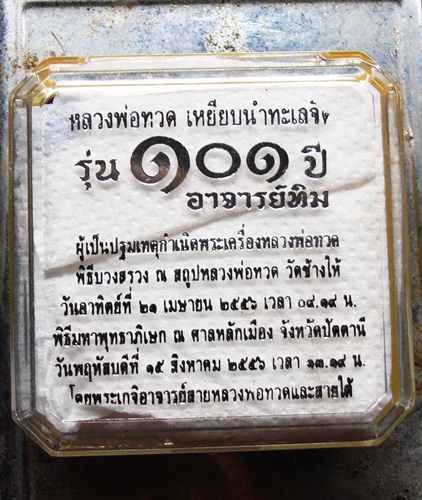 หลวงพ่อทวด เหยียบน้ำทะเลจืด
รุ่น ๑๐๑ ปี
อาจารย์ทิม
ผู้เป็นปฐมเหตุกำเนิดพระเครื่องหลวงพ่อทวด
พิธีบวงสรวง ณ สถูปหลวงพ่อทวด วัดช้างให้
วันอาทิตย์ที่ ๒๑ เมษายน ๒๕๕๖ เวลา ๐๙.๑๙ น.
พิธีมหาพุทธาภิเษก ณ ศาลหลักเมือง จังหวัดปัตตานี
วันพฤหัสบดีที่ ๑๕ สิงหาคม ๒๕๕๖ เวลา ๑๓.๑๙ น.
โดยพระเกจิอาจารย์สายหลวงพ่อทวดและสายใต้